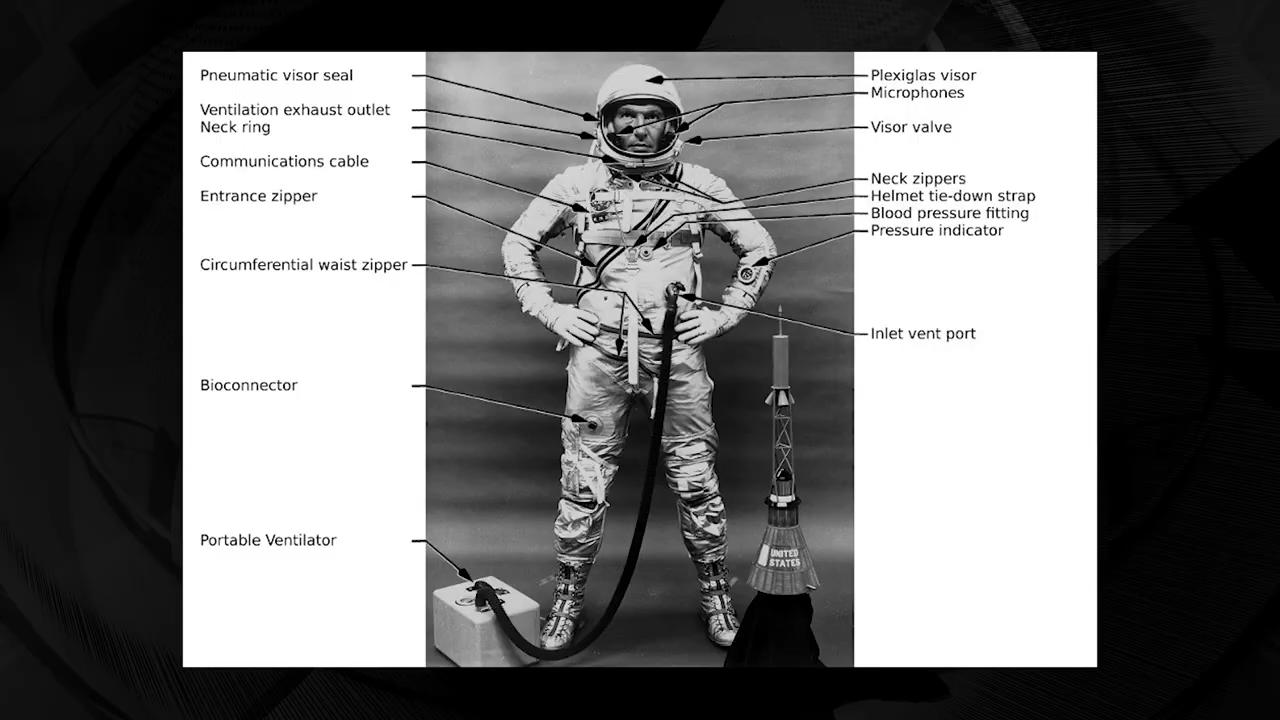 Pneumatic visor seal
Ventilation exhaust outlet
Neck ring
Communications cable
Entrance zipper
Circumferential waist zipper
Bioconnector
Portable Ventilator
Plexiglas visor
Microphones
Visor valve
Neck zippers
Helmet tie-down strap
Blood pressure fitting
Pressure indicator
Inlet vent port
UNITED
STATES